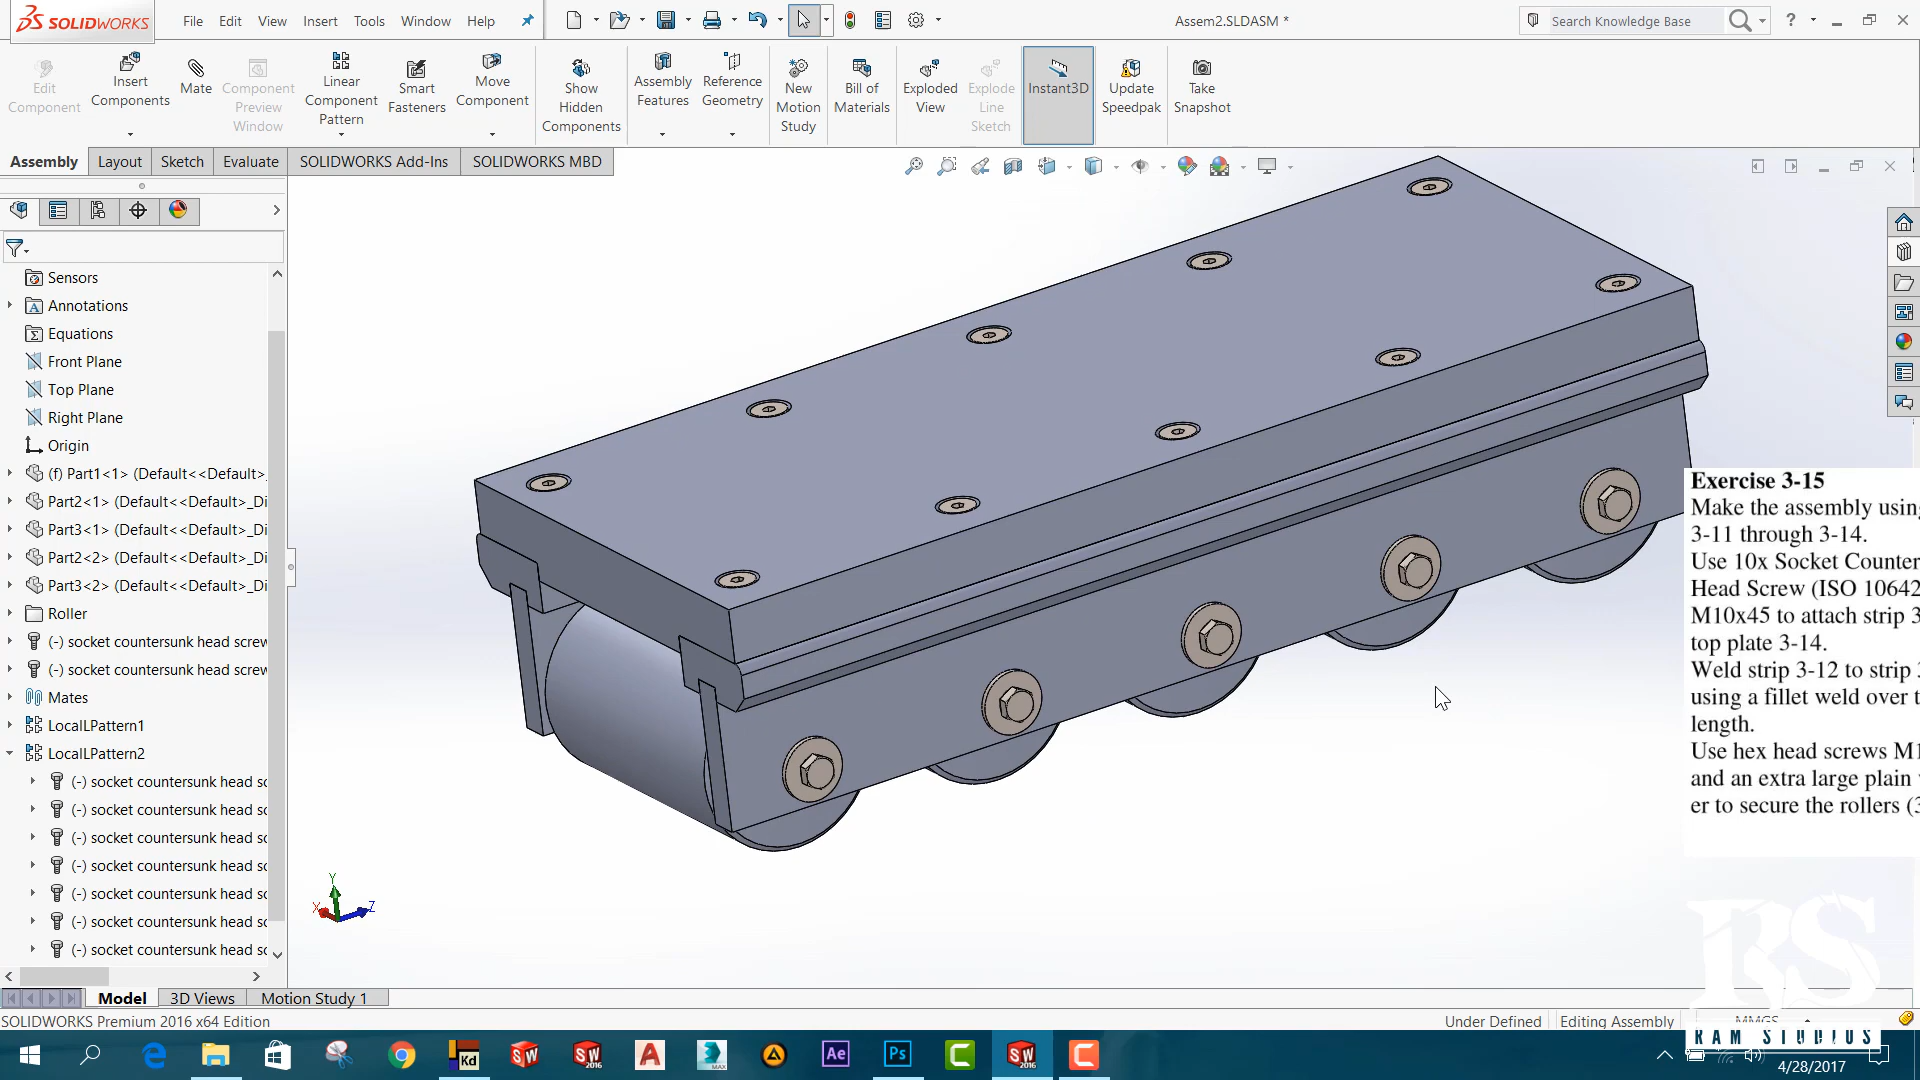 SOLIDWORKS File Edit View Insert Tools Window Help Assem2.SLDASM * Search Knowledge Base ?
Edit Component
Insert Components
Mate
Component Preview Window
Linear Component Pattern
Smart Fasteners
Move Component
Show Hidden Components
Assembly Features
Reference Geometry
New Motion Study
Bill of Materials
Exploded View
Explode Line Sketch
Instant3D
Update Speedpak
Take Snapshot
Assembly Layout Sketch Evaluate SOLIDWORKS Add-Ins SOLIDWORKS MBD
Sensors
Annotations
Equations
Front Plane
Top Plane
Right Plane
Origin
(f) Part1<1> (Default<<Default>_
Part2<1> (Default<<Default>_Di
Part3<1> (Default<<Default>_Di
Part2<2> (Default<<Default>_Di
Part3<2> (Default<<Default>_Di
Roller
(-) socket countersunk head screw
(-) socket countersunk head screw
Mates
LocalLPattern1
LocalLPattern2
(-) socket countersunk head sc
(-) socket countersunk head sc
(-) socket countersunk head sc
(-) socket countersunk head sc
(-) socket countersunk head sc
(-) socket countersunk head sc
(-) socket countersunk head sc
Y
X
Z
Exercise 3-15
Make the assembly using
3-11 through 3-14.
Use 10x Socket Counter
Head Screw (ISO 10642
M10x45 to attach strip 3
top plate 3-14.
Weld strip 3-12 to strip 3
using a fillet weld over t
length.
Use hex head screws M1
and an extra large plain
er to secure the rollers (3
Model 3D Views Motion Study 1
SOLIDWORKS Premium 2016 x64 Edition Under Defined Editing Assembly MMGS
RS
RAM STUDIOS
4/28/2017